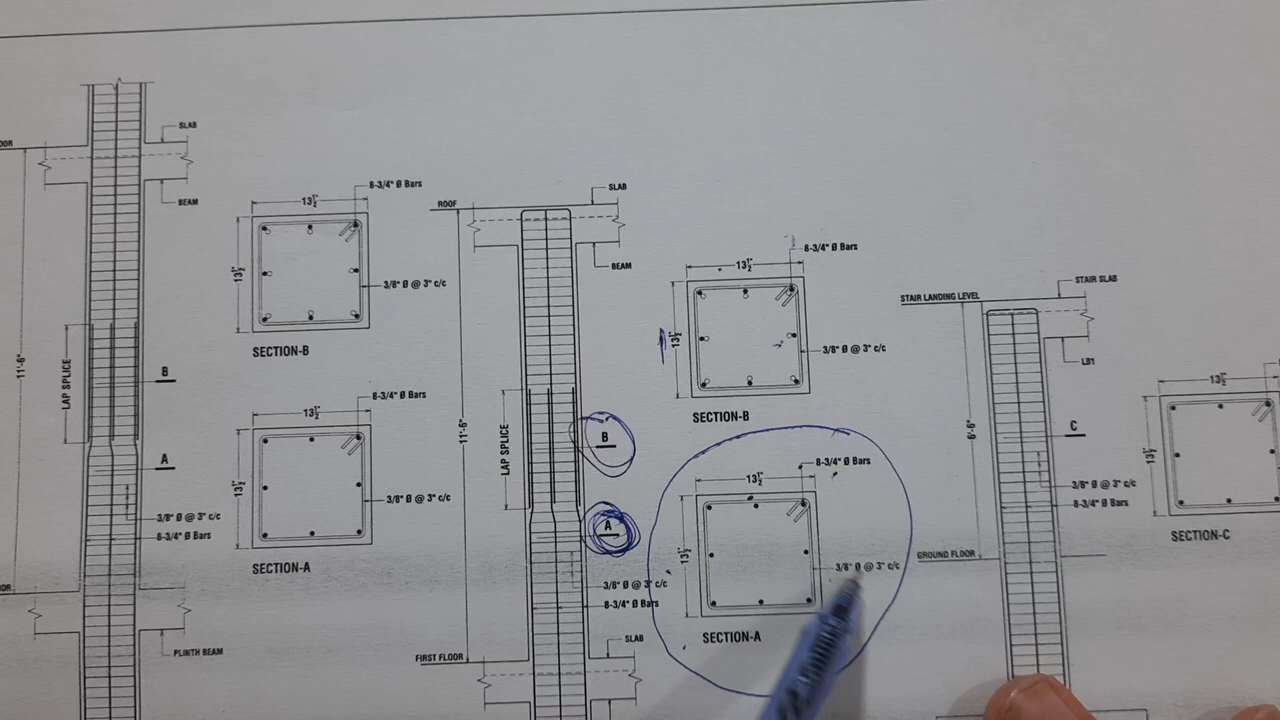 OOR
SLAB
BEAM
11'-6"
LAP SPLICE
B
A
3/8" Ø @ 3" c/c
8-3/4" Ø Bars
OOR
PLINTH BEAM
8-3/4" Ø Bars
13½"
13½"
3/8" Ø @ 3" c/c
SECTION-B
8-3/4" Ø Bars
13½"
13½"
3/8" Ø @ 3" c/c
SECTION-A
ROOF
SLAB
BEAM
11'-6"
LAP SPLICE
B
A
3/8" Ø @ 3" c/c
8-3/4" Ø Bars
SLAB
FIRST FLOOR
8-3/4" Ø Bars
13½"
13½"
3/8" Ø @ 3" c/c
SECTION-B
8-3/4" Ø Bars
13½"
13½"
3/8" Ø @ 3" c/c
SECTION-A
STAIR SLAB
STAIR LANDING LEVEL
LB1
6'-6"
C
3/8" Ø @ 3" c/c
8-3/4" Ø Bars
GROUND FLOOR
13½"
13½"
SECTION-C